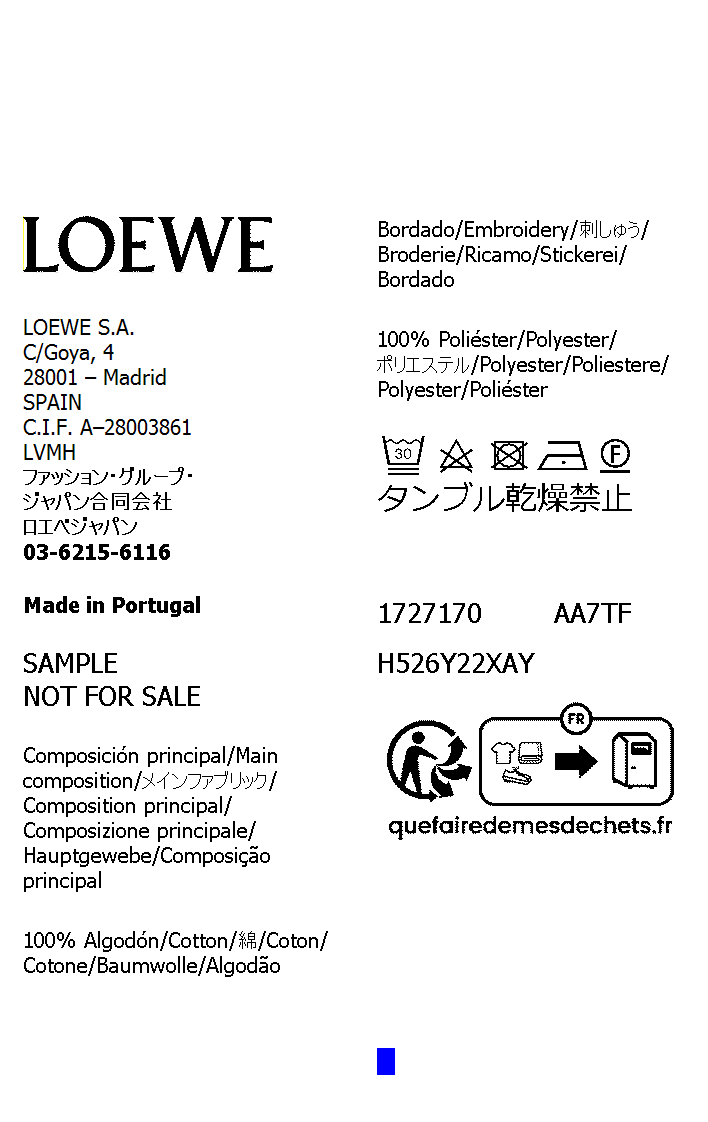 LOEWE
LOEWE S.A.
C/Goya, 4
28001 – Madrid
SPAIN
C.I.F. A–28003861
LVMH
ファッション・グループ・
ジャパン合同会社
ロエベジャパン
03-6215-6116
Made in Portugal
SAMPLE
NOT FOR SALE
Composición principal/Main
composition/メインファブリック/
Composition principal/
Composizione principale/
Hauptgewebe/Composição
principal
100% Algodón/Cotton/綿/Coton/
Cotone/Baumwolle/Algodão
Bordado/Embroidery/刺しゅう/
Broderie/Ricamo/Stickerei/
Bordado
100% Poliéster/Polyester/
ポリエステル/Polyester/Poliestere/
Polyester/Poliéster
30 F
タンブル乾燥禁止
1727170 AA7TF
H526Y22XAY
FR
quefairedemesdechets.fr